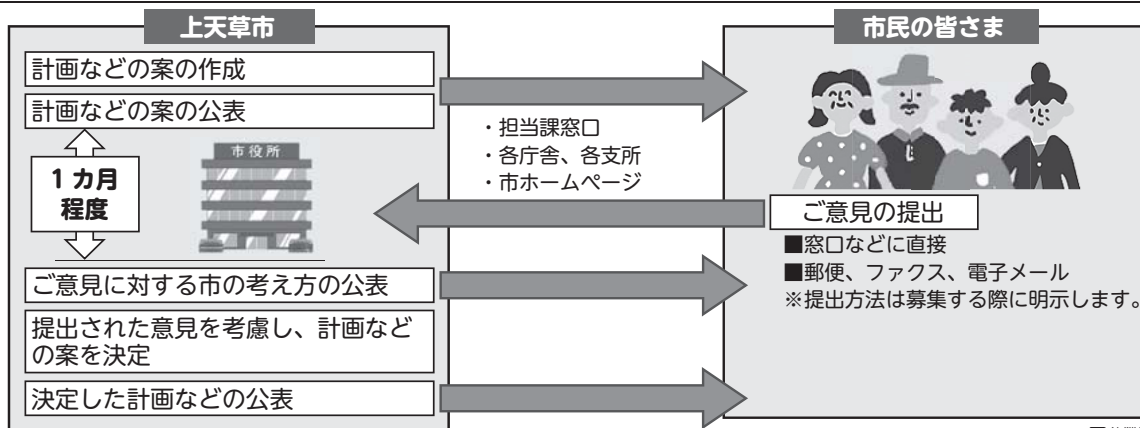 上天草市
計画などの案の作成
計画などの案の公表
1カ月
程度
市役所
ご意見に対する市の考え方の公表
提出された意見を考慮し、計画など
の案を決定
決定した計画などの公表
・担当課窓口
・各庁舎、各支所
・市ホームページ
市民の皆さま
ご意見の提出
■窓口などに直接
■郵便、ファクス、電子メール
※提出方法は募集する際に明示します。